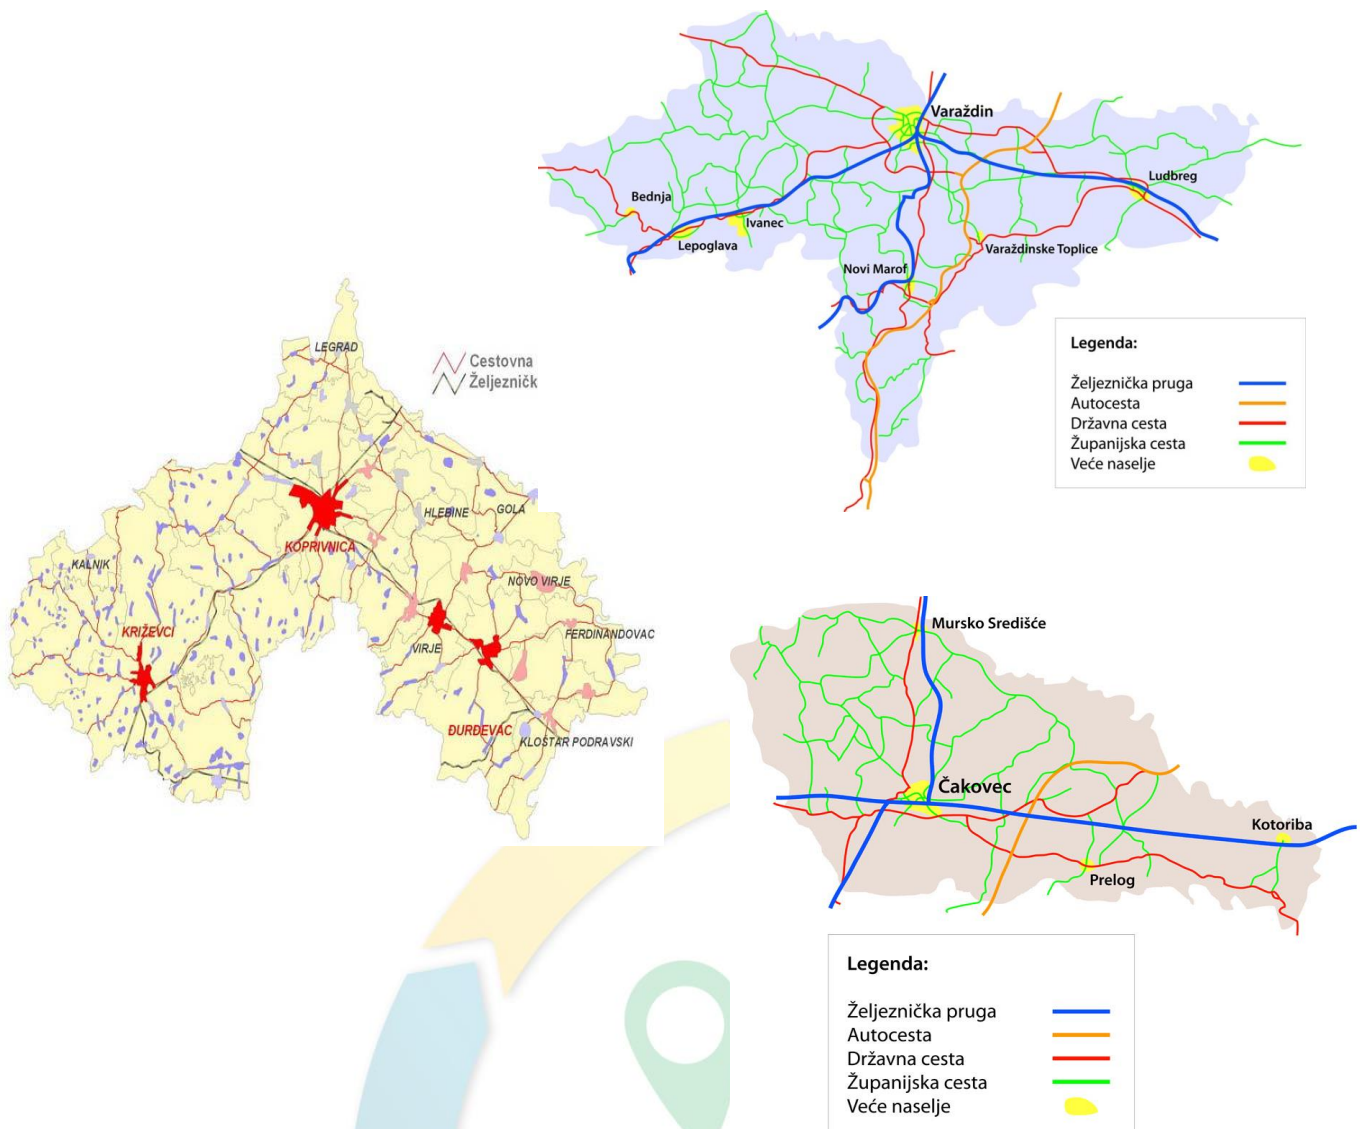 Varaždin
Ludbreg
Bednja
Ivanec
Lepoglava
Varaždinske Toplice
Novi Marof
Legenda:
Željeznička pruga
Autocesta
Državna cesta
Županijska cesta
Veće naselje
LEGRAD
Cestovna
Željezničk
HLEBINE
GOLA
KOPRIVNICA
KALNIK
NOVO VIRJE
KRIŽEVCI
FERDINANDOVAC
VIRJE
ĐURĐEVAC
KLOŠTAR PODRAVSKI
Mursko Središće
Čakovec
Kotoriba
Prelog
Legenda:
Željeznička pruga
Autocesta
Državna cesta
Županijska cesta
Veće naselje